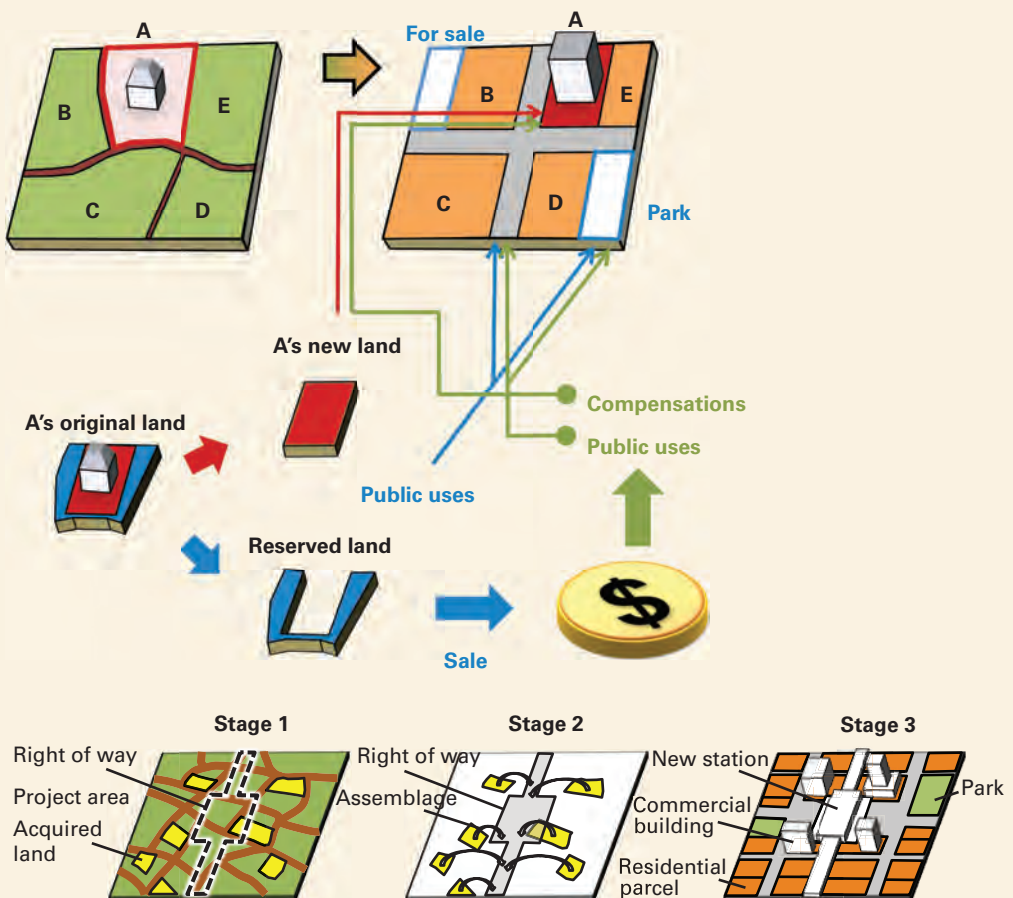 A
B
E
C
D
For sale
A
B
E
C
D
Park
A's new land
A's original land
Compensations
Public uses
Public uses
Reserved land
$
Sale
Stage 1
Right of way
Project area
Acquired
land
Stage 2
Right of way
Assemblage
Stage 3
New station
Commercial
building
Residential
parcel
Park